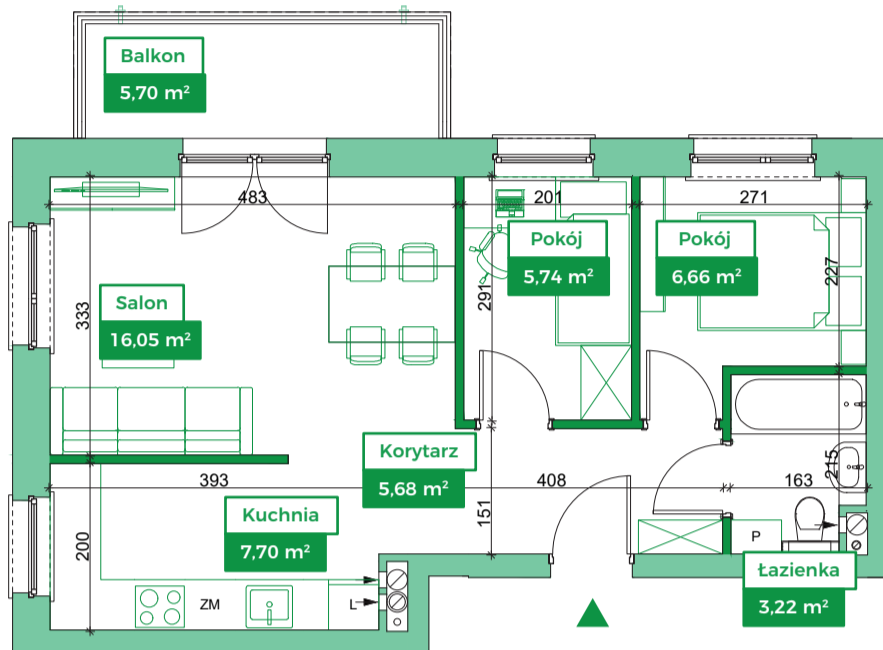 Balkon
5,70 m²
483
201
271
Pokój
5,74 m²
Pokój
6,66 m²
227
291
333
Salon
16,05 m²
Korytarz
5,68 m²
393
408
163
215
151
200
Kuchnia
7,70 m²
P
ZM
L
Łazienka
3,22 m²